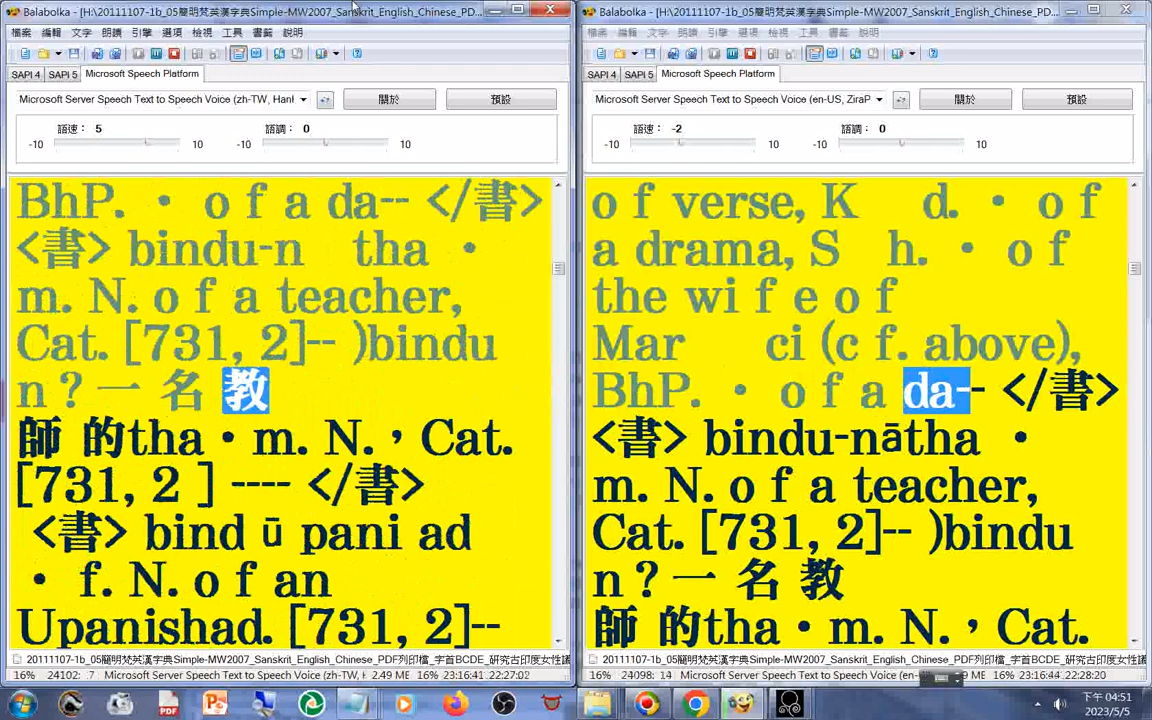 Balabolka - [H:\20111107-1b_05簡明梵英漢字典Simple-MW2007_Sanskrit_English_Chinese_PD...
檔案 編輯 文字 朗讀 引擎 選項 檢視 工具 書籤 說明
SAPI 4 SAPI 5 Microsoft Speech Platform
Microsoft Server Speech Text to Speech Voice (zh-TW, Hanl
關於 預設
語速： 5 語調： 0
-10 10 -10 10
BhP. • o f a da-- </書>
<書> bindu-n tha •
m. N. o f a teacher,
Cat. [731, 2]-- )bindu
n？一 名 教
師 的tha•m. N.，Cat.
[731, 2 ] ---- </書>
<書> bind ū pani ad
• f. N. o f an
Upanishad. [731, 2]--
20111107-1b_05簡明梵英漢字典Simple-MW2007_Sanskrit_English_Chinese_PDF列印檔_字首BCDE_研究古印度女性議
16% 24102: 7 Microsoft Server Speech Text to Speech Voice (zh-TW, 2.49 ME 16% 23:16:41 22:27:02
Balabolka - [H:\20111107-1b_05簡明梵英漢字典Simple-MW2007_Sanskrit_English_Chinese_PD...
檔案 編輯 文字 朗讀 引擎 選項 檢視 工具 書籤 說明
SAPI 4 SAPI 5 Microsoft Speech Platform
Microsoft Server Speech Text to Speech Voice (en-US, ZiraP
關於 預設
語速： -2 語調： 0
-10 10 -10 10
o f verse, K d. • o f
a drama, S h. • o f
the wi f e o f
Mar ci (c f. above),
BhP. • o f a da-- </書>
<書> bindu-nātha •
m. N. o f a teacher,
Cat. [731, 2]-- )bindu
n？一 名 教
師 的tha•m. N.，Cat.
20111107-1b_05簡明梵英漢字典Simple-MW2007_Sanskrit_English_Chinese_PDF列印檔_字首BCDE_研究古印度女性議
16% 24098: 14 Microsoft Server Speech Text to Speech Voice ME 16% 23:16:44 22:28:20
下午 04:51
2023/5/5